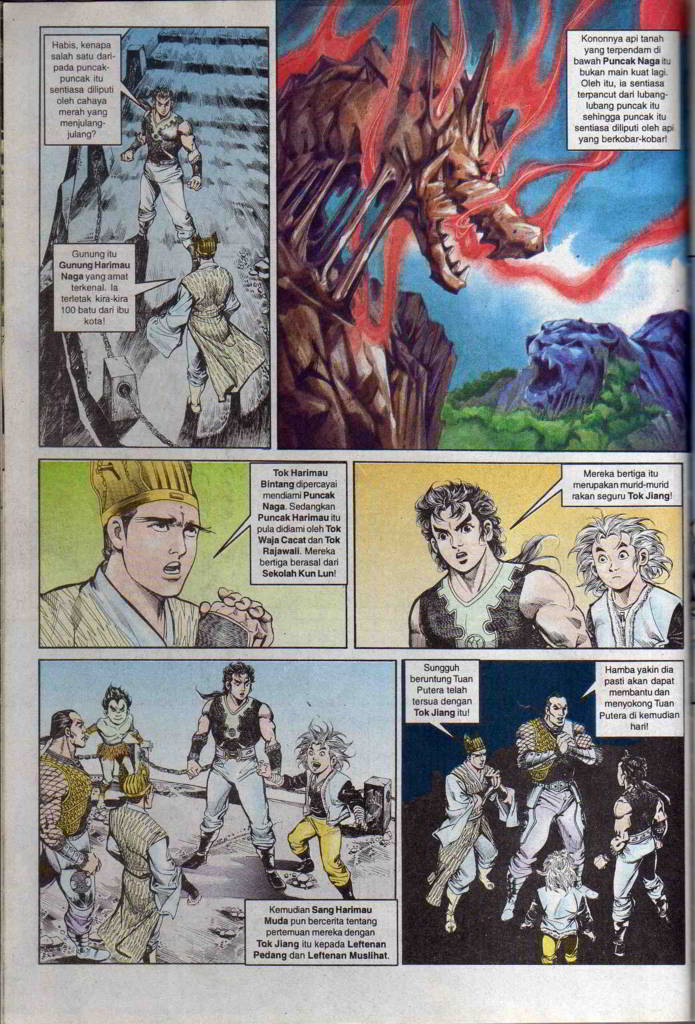 Habis, kenapa
salah satu dari-
pada puncak-
puncak itu
sentiasa diliputi
oleh cahaya
merah yang
menjulang-
julang?
Gunung itu
Gunung Harimau
Naga yang amat
terkenal. Ia
terletak kira-kira
100 batu dari ibu
kota!
Kononnya api tanah
yang terpendam di
bawah Puncak Naga itu
bukan main kuat lagi.
Oleh itu, ia sentiasa
terpancut dari lubang-
lubang puncak itu
sehingga puncak itu
sentiasa diliputi oleh api
yang berkobar-kobar!
Tok Harimau
Bintang dipercayai
mendiami Puncak
Naga. Sedangkan
Puncak Harimau itu
pula didiami oleh Tok
Waja Cacat dan Tok
Rajawali. Mereka
bertiga berasal dari
Sekolah Kun Lun!
Mereka bertiga itu
merupakan murid-murid
rakan seguru Tok Jiang!
Kemudian Sang Harimau
Muda pun bercerita tentang
pertemuan mereka dengan
Tok Jiang itu kepada Leftenan
Pedang dan Leftenan Muslihat.
Sungguh
beruntung Tuan
Putera telah
tersua dengan
Tok Jiang itu!
Hamba yakin dia
pasti akan dapat
membantu dan
menyokong Tuan
Putera di kemudian
hari!